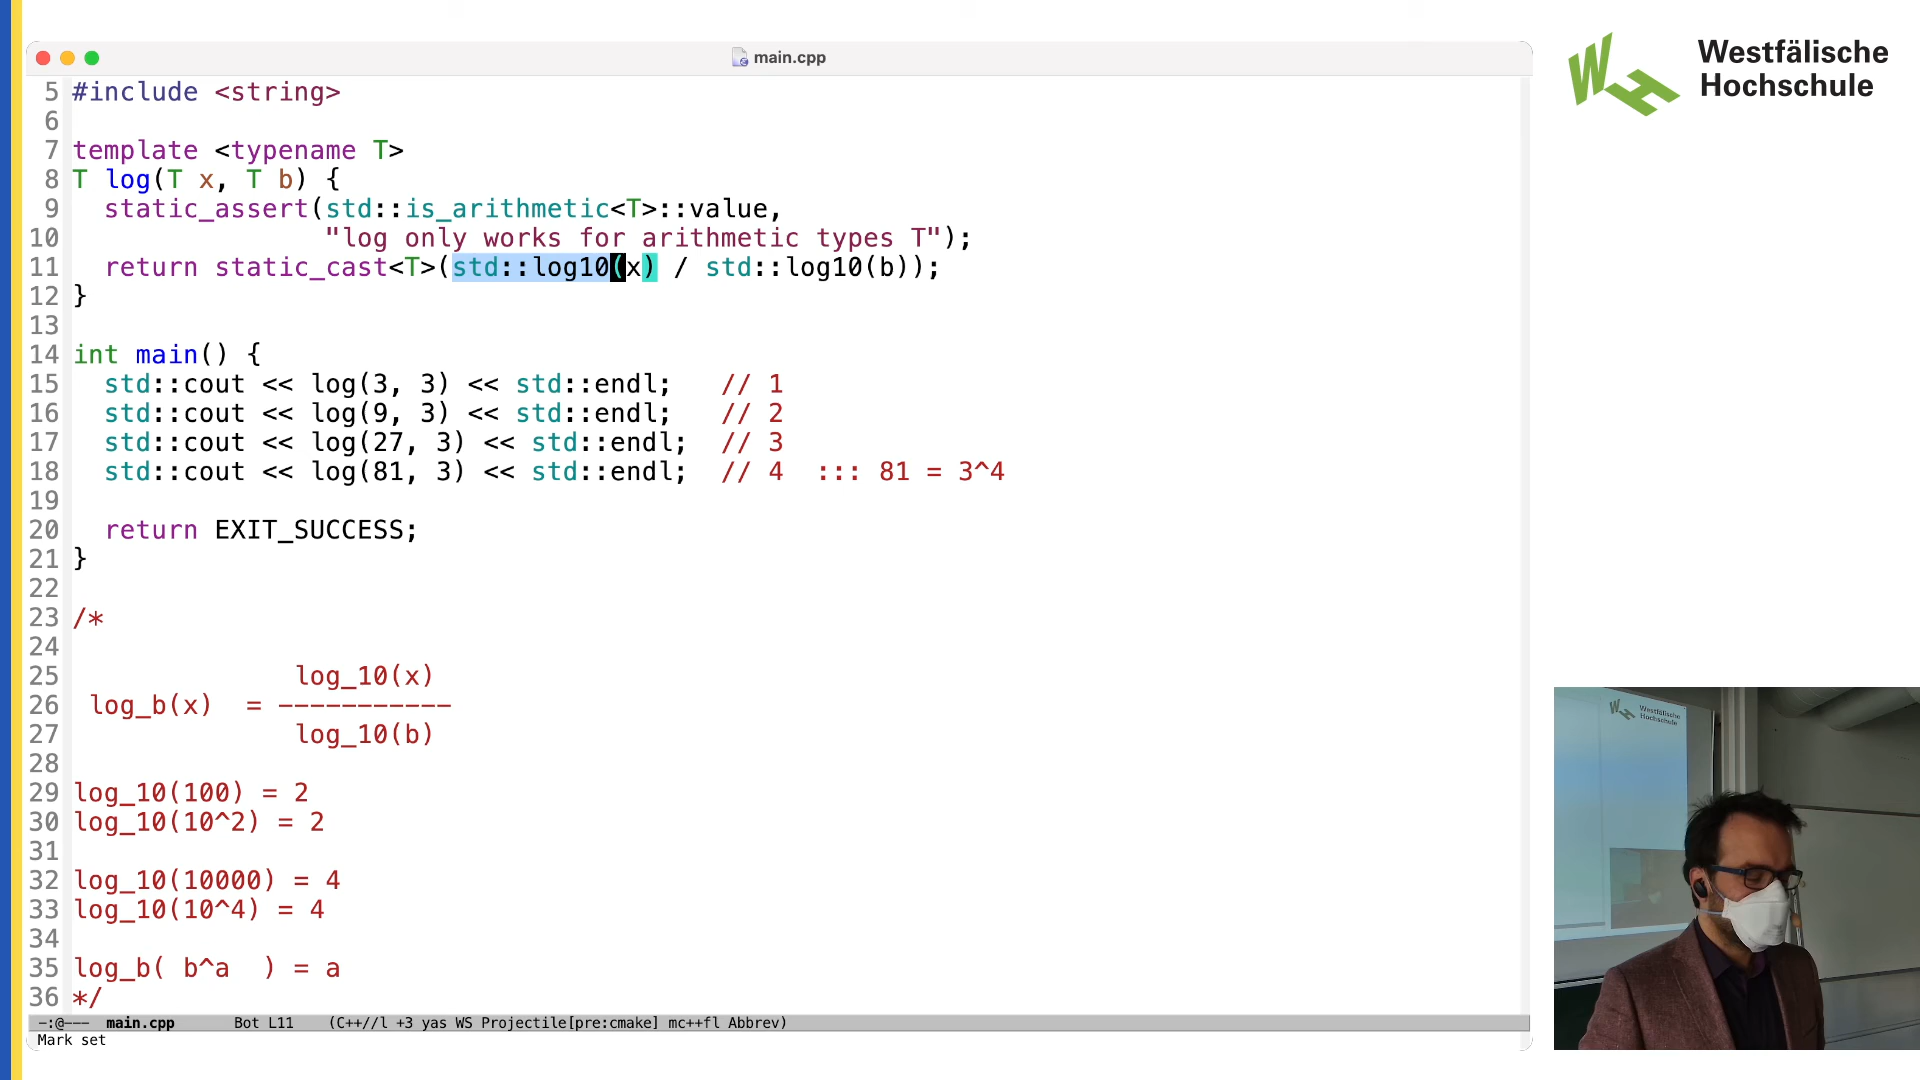 main.cpp
Westfälische
Hochschule
5 #include <string>
6
7 template <typename T>
8 T log(T x, T b) {
9   static_assert(std::is_arithmetic<T>::value,
10                 "log only works for arithmetic types T");
11   return static_cast<T>(std::log10(x) / std::log10(b));
12 }
13
14 int main() {
15   std::cout << log(3, 3) << std::endl;   // 1
16   std::cout << log(9, 3) << std::endl;   // 2
17   std::cout << log(27, 3) << std::endl;  // 3
18   std::cout << log(81, 3) << std::endl;  // 4  ::: 81 = 3^4
19
20   return EXIT_SUCCESS;
21 }
22
23 /*
24
25               log_10(x)
26  log_b(x)  = -----------
27               log_10(b)
28
29 log_10(100) = 2
30 log_10(10^2) = 2
31
32 log_10(10000) = 4
33 log_10(10^4) = 4
34
35 log_b( b^a  ) = a
36 */
-:@--- main.cpp Bot L11 (C++//l +3 yas WS Projectile[pre:cmake] mc++fl Abbrev)
Mark set
Westfälische
Hochschule